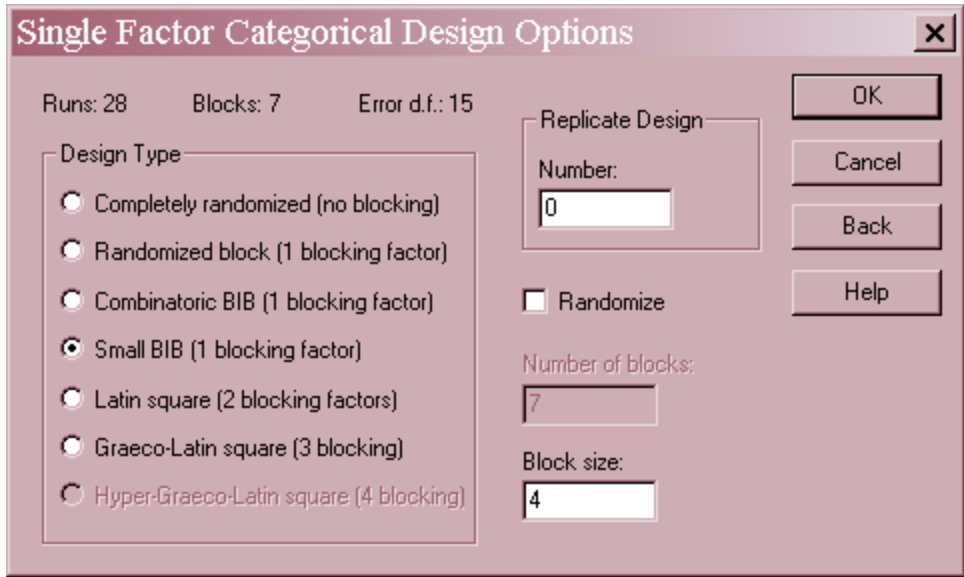 Single Factor Categorical Design Options
Runs: 28 Blocks: 7 Error d.f.: 15
Design Type
Completely randomized (no blocking)
Randomized block (1 blocking factor)
Combinatoric BIB (1 blocking factor)
Small BIB (1 blocking factor)
Latin square (2 blocking factors)
Graeco-Latin square (3 blocking)
Hyper-Graeco-Latin square (4 blocking)
Replicate Design
Number:
0
Randomize
Number of blocks:
7
Block size:
4
OK
Cancel
Back
Help